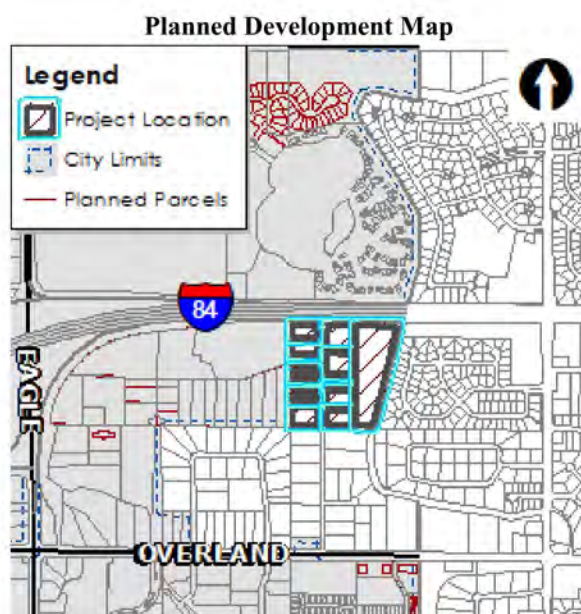 Planned Development Map
Legend
Project Location
City Limits
Planned Parcels
84
EAGLE
OVERLAND